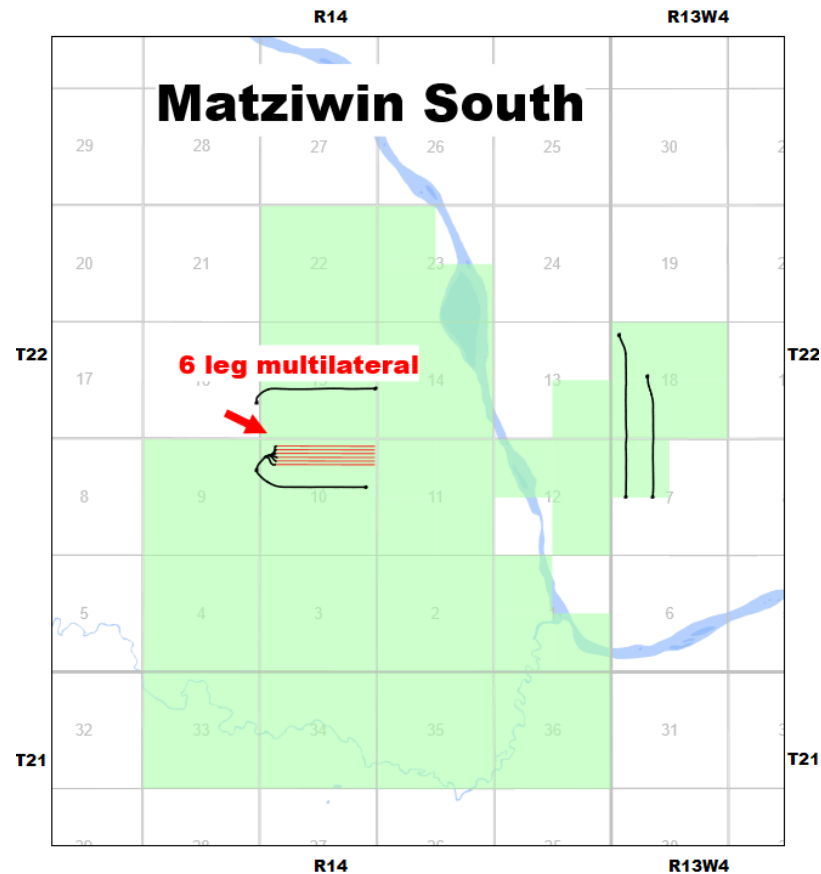 R14 R13W4
Matziwin South
29 28 27 26 25 30
20 21 22 23 24 19
T22 T22
6 leg multilateral
17 14 13 18
8 9 10 11 12 7
5 4 3 2 1 6
32 33 34 35 36 31
T21 T21
R14 R13W4